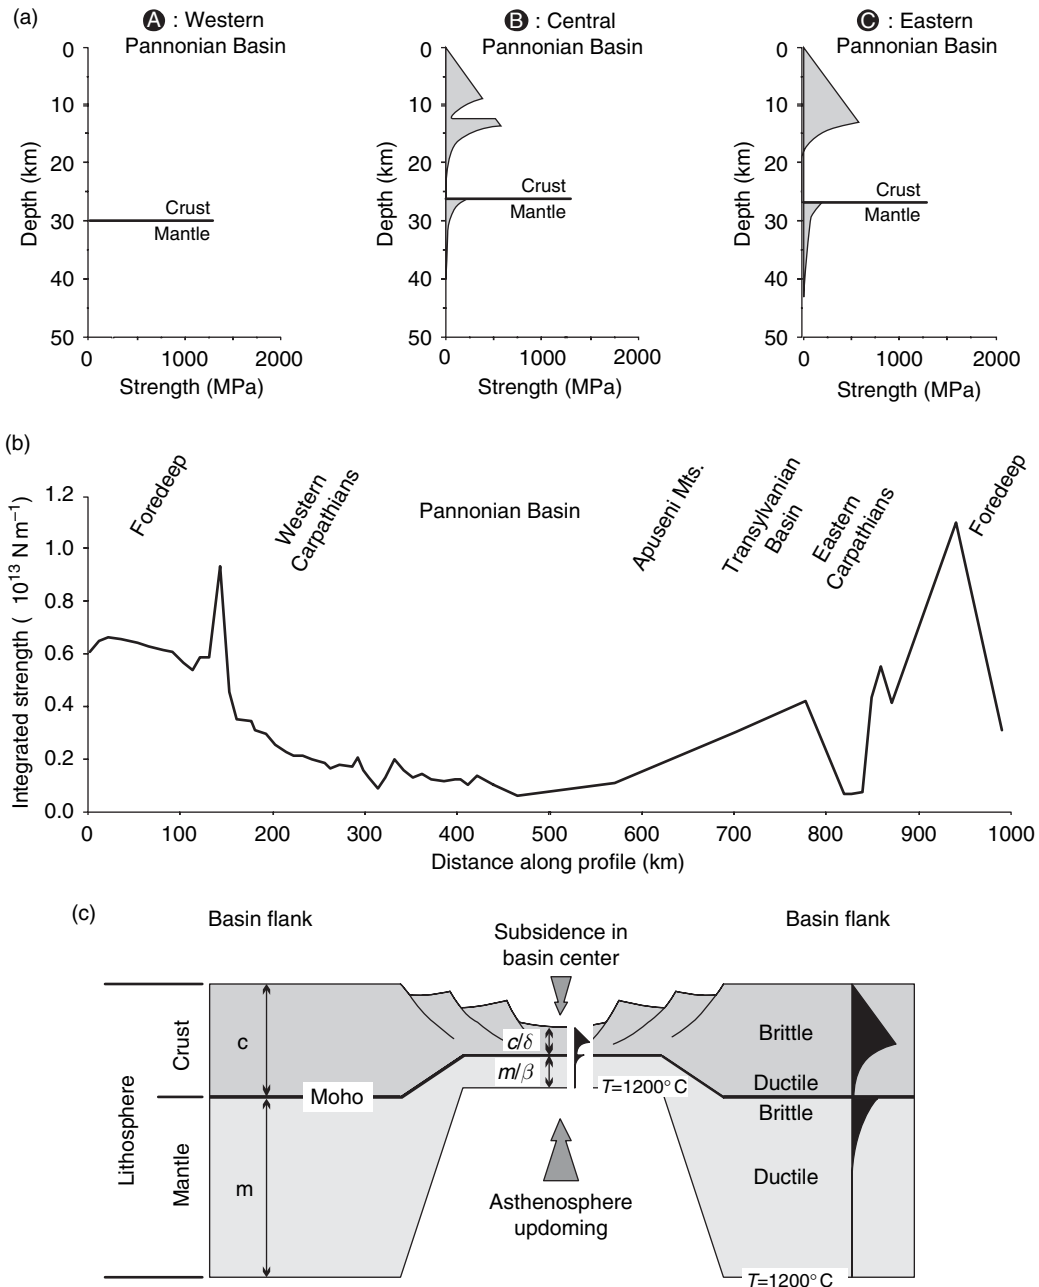 (a)
A : Western
Pannonian Basin
B : Central
Pannonian Basin
C : Eastern
Pannonian Basin
0
10
20
30
40
50
Depth (km)
Crust
Mantle
0
1000
2000
Strength (MPa)
0
10
20
30
40
50
Depth (km)
Crust
Mantle
0
1000
2000
Strength (MPa)
0
10
20
30
40
50
Depth (km)
Crust
Mantle
0
1000
2000
Strength (MPa)
(b)
Foredeep
Western
Carpathians
Pannonian Basin
Apuseni Mts.
Transylvanian
Basin
Eastern
Carpathians
Foredeep
1.2
1.0
0.8
0.6
0.4
0.2
0.0
Integrated strength ( 10¹³ N m⁻¹)
0
100
200
300
400
500
600
700
800
900
1000
Distance along profile (km)
(c)
Basin flank
Subsidence in
basin center
Basin flank
Lithosphere
Crust
Mantle
c
m
Moho
c/δ
m/β
T=1200°C
Asthenosphere
updoming
Brittle
Ductile
Brittle
Ductile
T=1200°C